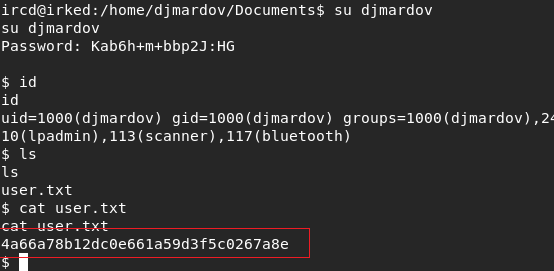 ircd@irked:/home/djmardov/Documents$ su djmardov
su djmardov
Password: Kab6h+m+bbp2J:HG
$ id
id
uid=1000(djmardov) gid=1000(djmardov) groups=1000(djmardov),24
10(lpadmin),113(scanner),117(bluetooth)
$ ls
ls
user.txt
$ cat user.txt
cat user.txt
4a66a78b12dc0e661a59d3f5c0267a8e
$